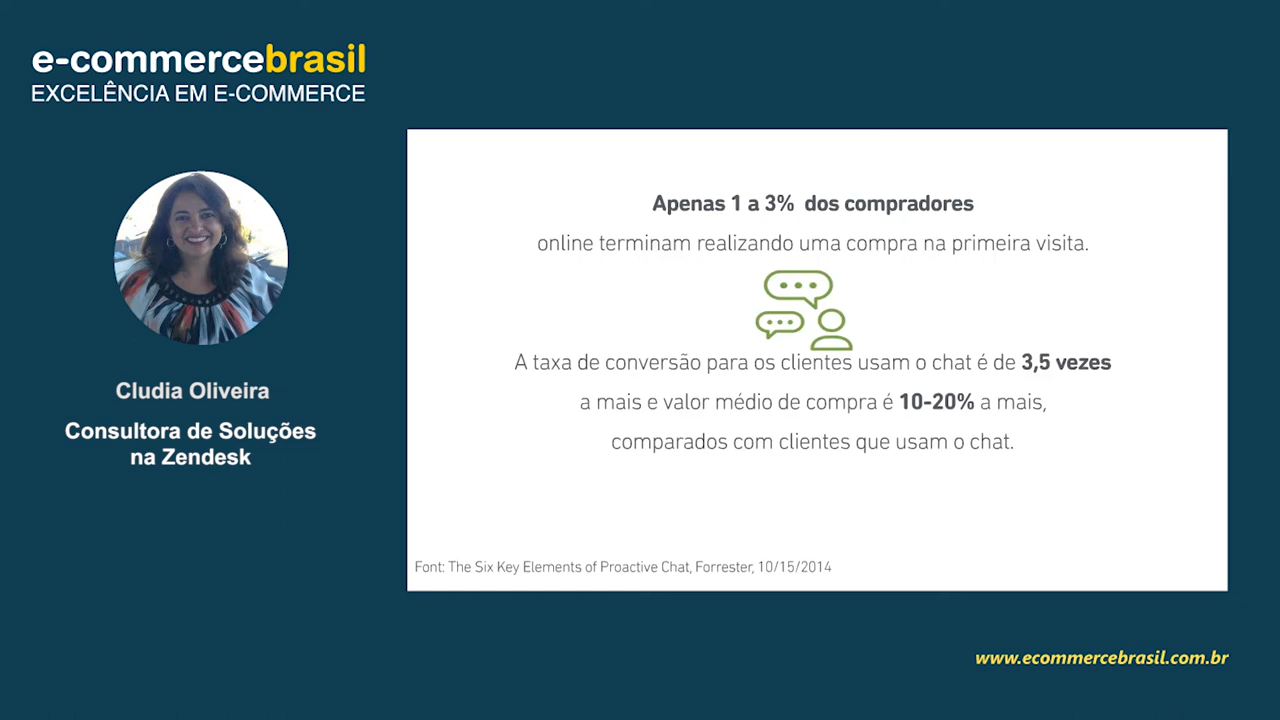 e-commercebrasil
EXCELÊNCIA EM E-COMMERCE
Cludia Oliveira
Consultora de Soluções
na Zendesk
Apenas 1 a 3% dos compradores
online terminam realizando uma compra na primeira visita.
A taxa de conversão para os clientes usam o chat é de 3,5 vezes
a mais e valor médio de compra é 10-20% a mais,
comparados com clientes que usam o chat.
Font: The Six Key Elements of Proactive Chat, Forrester, 10/15/2014
www.ecommercebrasil.com.br